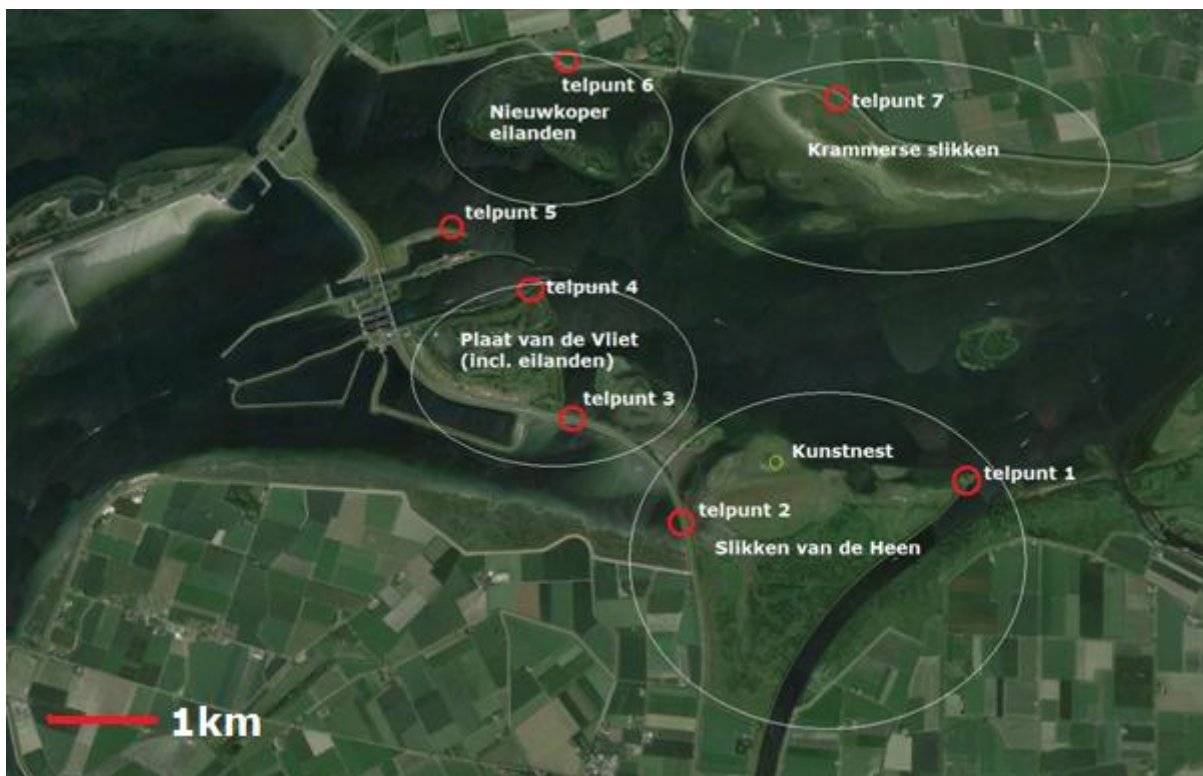 telpunt 6
Nieuwkoper
eilanden
telpunt 7
Krammerse slikken
telpunt 5
telpunt 4
Plaat van de Vliet
(incl. eilanden)
telpunt 3
Kunstnest
telpunt 1
telpunt 2
Slikken van de Heen
1km